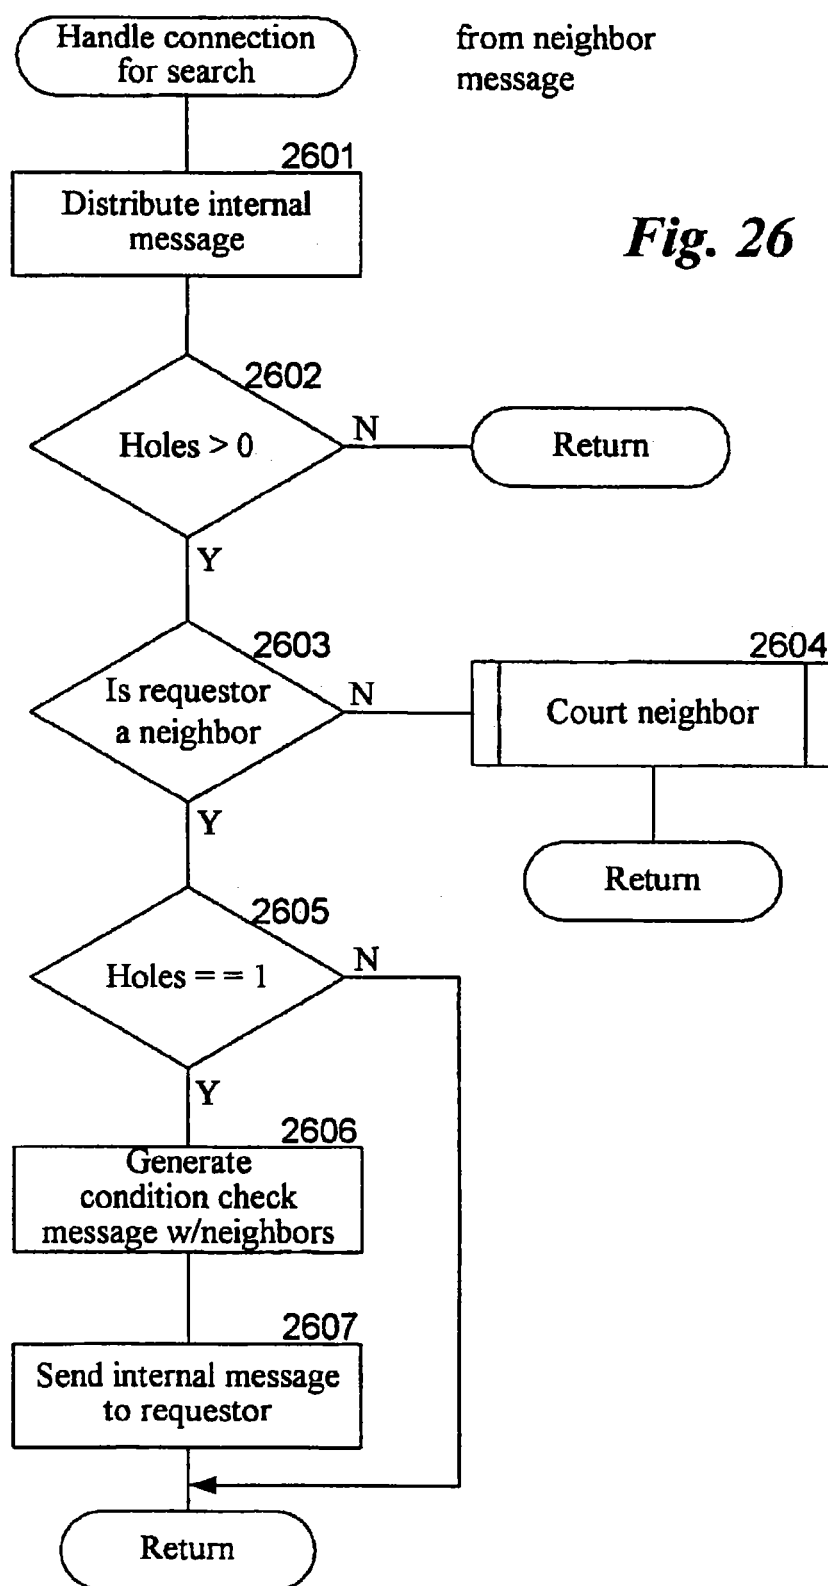 Handle connection
for search
from neighbor
message
2601
Distribute internal
message
Fig. 26
2602
Holes > 0
N
Return
Y
2603
Is requestor
a neighbor
N
2604
Court neighbor
Y
Return
2605
Holes = = 1
N
Y
2606
Generate
condition check
message w/neighbors
2607
Send internal message
to requestor
Return